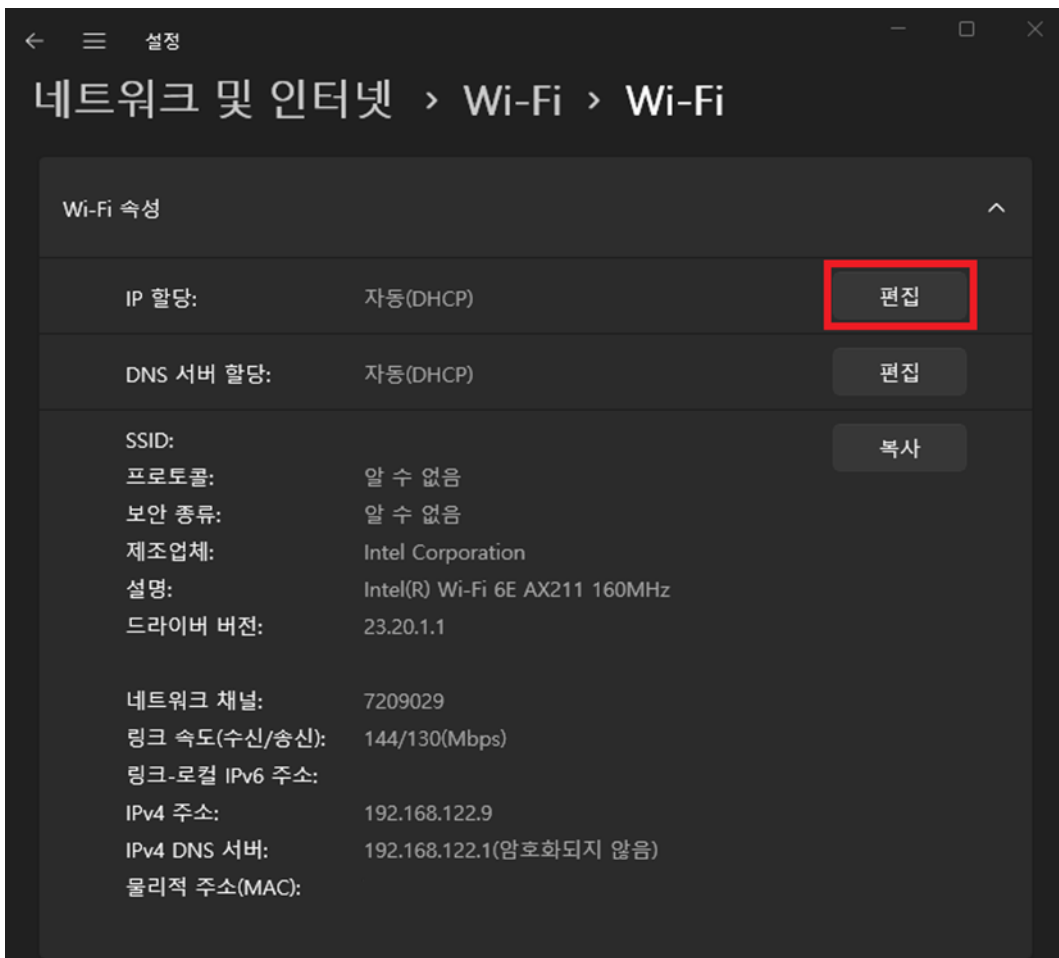 설정
네트워크 및 인터넷 › Wi-Fi › Wi-Fi
Wi-Fi 속성
IP 할당: 자동(DHCP) 편집
DNS 서버 할당: 자동(DHCP) 편집
SSID: 복사
프로토콜: 알 수 없음
보안 종류: 알 수 없음
제조업체: Intel Corporation
설명: Intel(R) Wi-Fi 6E AX211 160MHz
드라이버 버전: 23.20.1.1
네트워크 채널: 7209029
링크 속도(수신/송신): 144/130(Mbps)
링크-로컬 IPv6 주소:
IPv4 주소: 192.168.122.9
IPv4 DNS 서버: 192.168.122.1(암호화되지 않음)
물리적 주소(MAC):